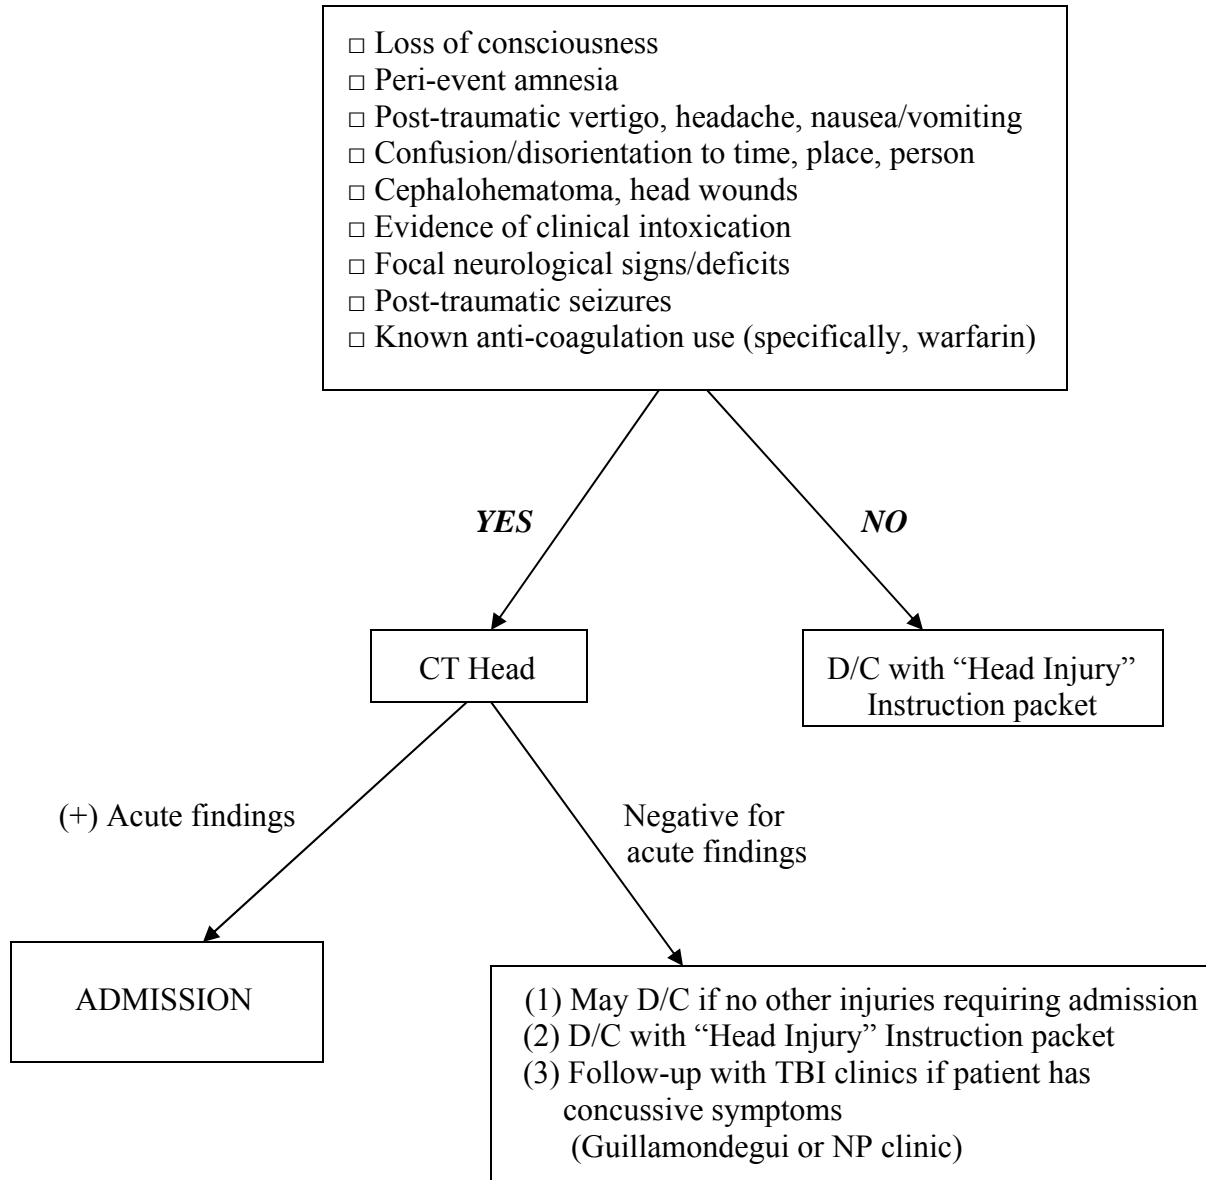 □ Loss of consciousness
□ Peri-event amnesia
□ Post-traumatic vertigo, headache, nausea/vomiting
□ Confusion/disorientation to time, place, person
□ Cephalohematoma, head wounds
□ Evidence of clinical intoxication
□ Focal neurological signs/deficits
□ Post-traumatic seizures
□ Known anti-coagulation use (specifically, warfarin)
YES
NO
CT Head
D/C with “Head Injury”
Instruction packet
(+) Acute findings
Negative for
acute findings
ADMISSION
(1) May D/C if no other injuries requiring admission
(2) D/C with “Head Injury” Instruction packet
(3) Follow-up with TBI clinics if patient has
concussive symptoms
(Guillamondegui or NP clinic)